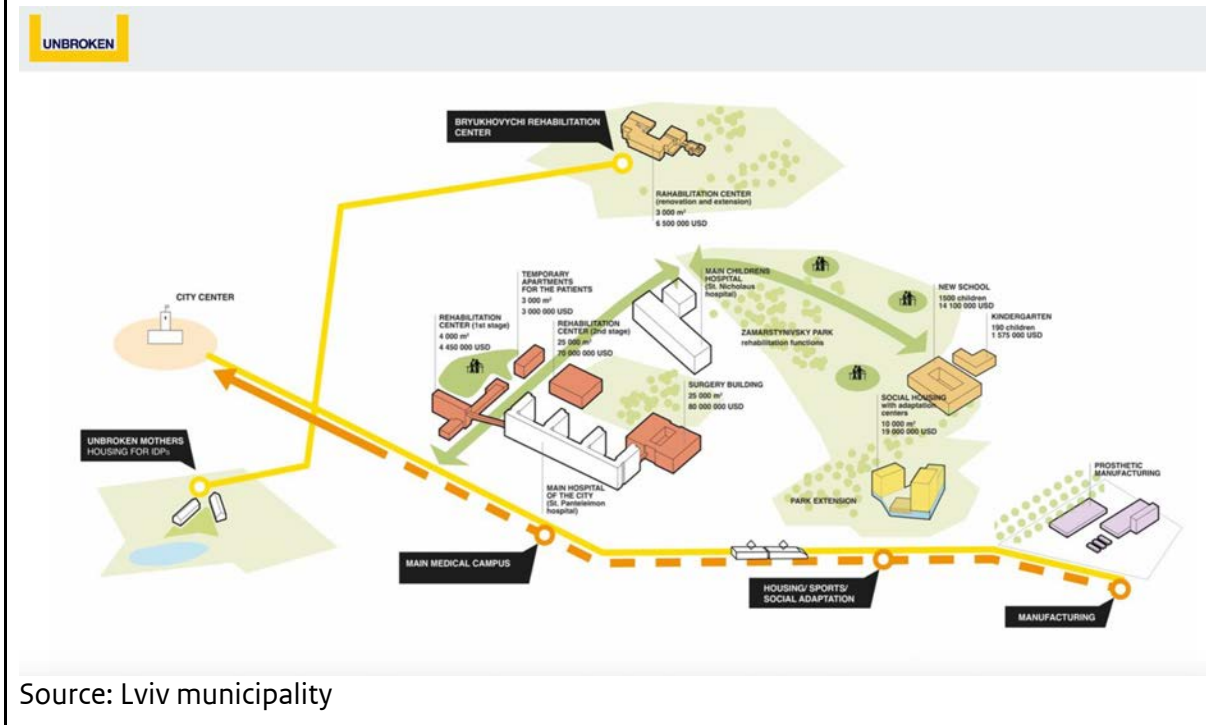 UNBROKEN
BRYUKHOVYCHI REHABILITATION
CENTER
RAHABILITATION CENTER
(renovation and extension)
3 000 m²
6 500 000 USD
CITY CENTER
TEMPORARY
APARTMENTS
FOR THE PATIENTS
3 000 m²
3 000 000 USD
MAIN CHILDRENS
HOSPITAL
(St. Nicholaus
hospital)
NEW SCHOOL
1500 children
14 100 000 USD
KINDERGARTEN
190 children
1 575 000 USD
REHABILITATION
CENTER (1st stage)
4 000 m²
4 450 000 USD
REHABILITATION
CENTER (2nd stage)
25 000 m²
70 000 000 USD
ZAMARSTYNIVSKY PARK
rehabilitation functions
SURGERY BUILDING
25 000 m²
80 000 000 USD
SOCIAL HOUSING
with adaptation
centers
10 000 m²
19 000 000 USD
UNBROKEN MOTHERS
HOUSING FOR IDPs
MAIN HOSPITAL
OF THE CITY
(St. Panteleimon
hospital)
PARK EXTENSION
PROSTHETIC
MANUFACTURING
MAIN MEDICAL CAMPUS
HOUSING/ SPORTS/
SOCIAL ADAPTATION
MANUFACTURING
Source: Lviv municipality